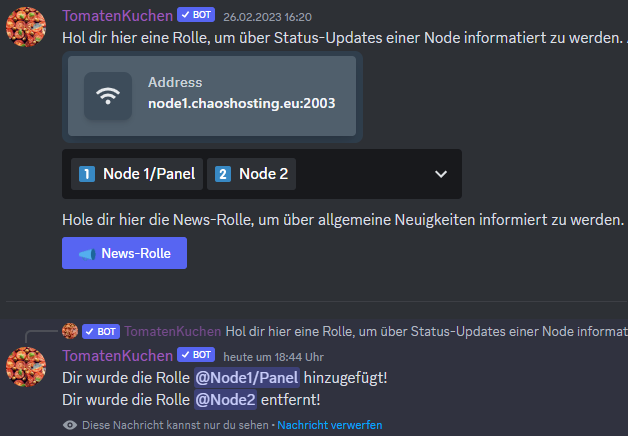 TomatenKuchen ✓ BOT 26.02.2023 16:20
Hol dir hier eine Rolle, um über Status-Updates einer Node informatiert zu werden. .
Address
node1.chaoshosting.eu:2003
1 Node 1/Panel 2 Node 2
Hole dir hier die News-Rolle, um über allgemeine Neuigkeiten informiert zu werden.
News-Rolle
✓ BOT TomatenKuchen Hol dir hier eine Rolle, um über Status-Updates einer Node informat
TomatenKuchen ✓ BOT heute um 18:44 Uhr
Dir wurde die Rolle @Node1/Panel hinzugefügt!
Dir wurde die Rolle @Node2 entfernt!
Diese Nachricht kannst nur du sehen • Nachricht verwerfen